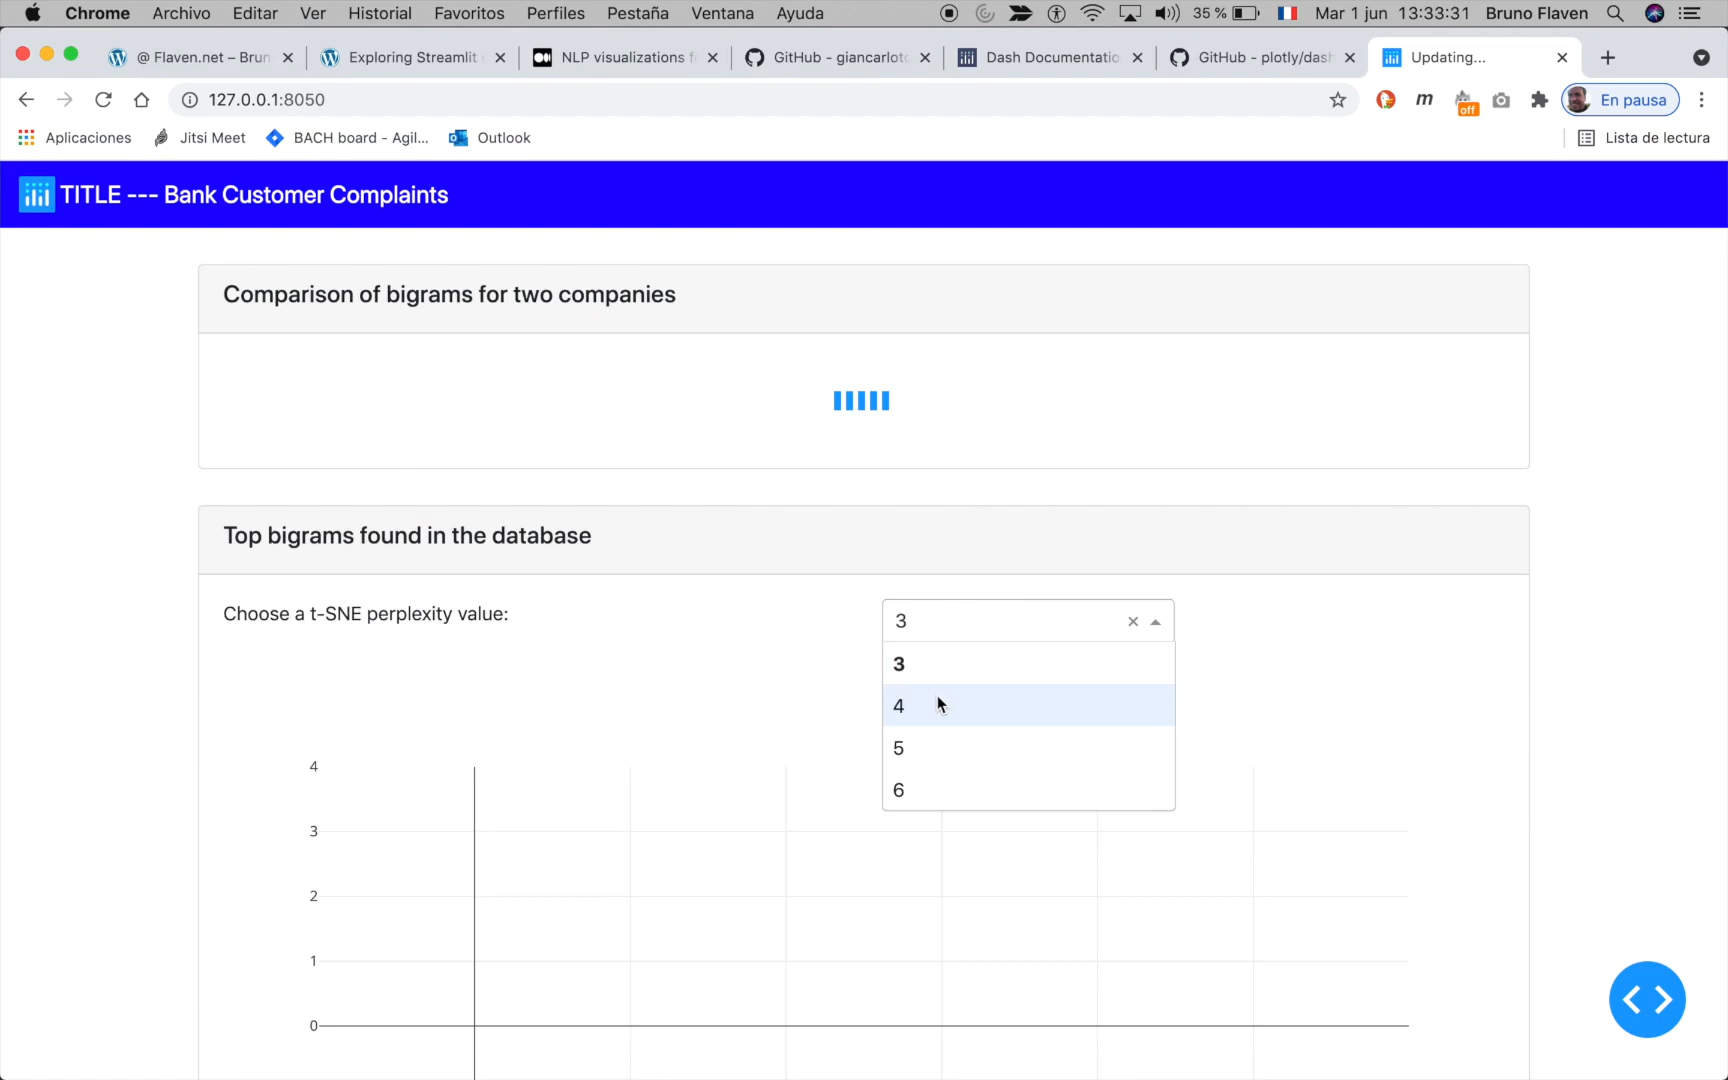 Chrome Archivo Editar Ver Historial Favoritos Perfiles Pestaña Ventana Ayuda 35 % Mar 1 jun 13:33:31 Bruno Flaven
@ Flaven.net – Brun Exploring Streamlit NLP visualizations f GitHub - giancarloto Dash Documentatio GitHub - plotly/dash Updating...
127.0.0.1:8050 m off En pausa
Aplicaciones Jitsi Meet BACH board - Agil... Outlook Lista de lectura
TITLE --- Bank Customer Complaints
Comparison of bigrams for two companies
Top bigrams found in the database
Choose a t-SNE perplexity value:
3
3
4
5
6
4
3
2
1
0